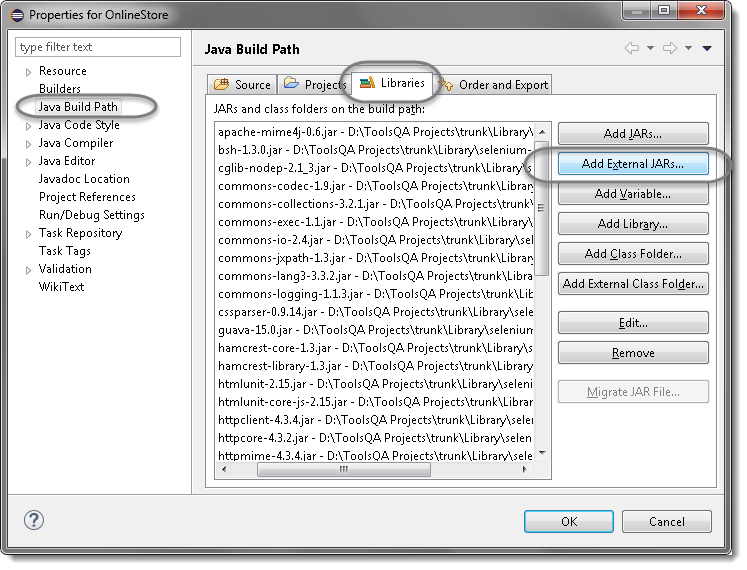 Properties for OnlineStore
type filter text
Resource
Builders
Java Build Path
Java Code Style
Java Compiler
Java Editor
Javadoc Location
Project References
Run/Debug Settings
Task Repository
Task Tags
Validation
WikiText
Java Build Path
Source
Projects
Libraries
Order and Export
JARs and class folders on the build path:
apache-mime4j-0.6.jar - D:\ToolsQA Projects\trunk\Library\
bsh-1.3.0.jar - D:\ToolsQA Projects\trunk\Library\selenium-
cglib-nodep-2.1_3.jar - D:\ToolsQA Projects\trunk\Library\s
commons-codec-1.9.jar - D:\ToolsQA Projects\trunk\Library
commons-collections-3.2.1.jar - D:\ToolsQA Projects\trunk
commons-exec-1.1.jar - D:\ToolsQA Projects\trunk\Library\
commons-io-2.4.jar - D:\ToolsQA Projects\trunk\Library\se
commons-jxpath-1.3.jar - D:\ToolsQA Projects\trunk\Librar
commons-lang3-3.3.2.jar - D:\ToolsQA Projects\trunk\Libra
commons-logging-1.1.3.jar - D:\ToolsQA Projects\trunk\Lib
cssparser-0.9.14.jar - D:\ToolsQA Projects\trunk\Library\se
guava-15.0.jar - D:\ToolsQA Projects\trunk\Library\seleniun
hamcrest-core-1.3.jar - D:\ToolsQA Projects\trunk\Library\
hamcrest-library-1.3.jar - D:\ToolsQA Projects\trunk\Librar
htmlunit-2.15.jar - D:\ToolsQA Projects\trunk\Library\selen
htmlunit-core-js-2.15.jar - D:\ToolsQA Projects\trunk\Libra
httpclient-4.3.4.jar - D:\ToolsQA Projects\trunk\Library\sel
httpcore-4.3.2.jar - D:\ToolsQA Projects\trunk\Library\selen
httpmime-4.3.4.jar - D:\ToolsQA Projects\trunk\Library\sel
Add JARs...
Add External JARs...
Add Variable...
Add Library...
Add Class Folder...
Add External Class Folder...
Edit...
Remove
Migrate JAR File...
OK
Cancel